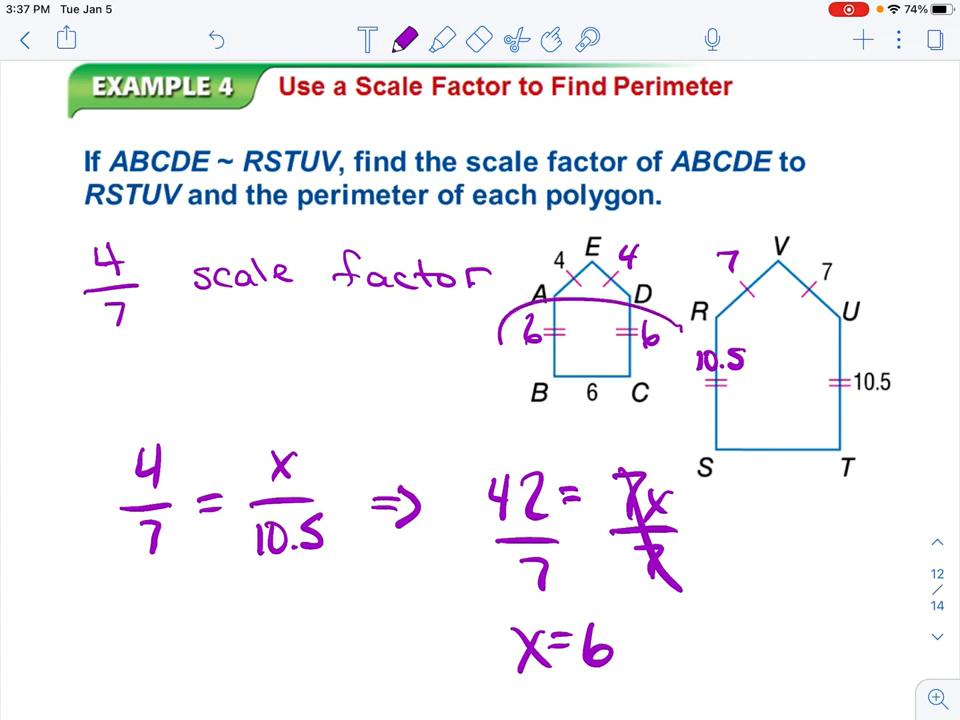 3:37 PM Tue Jan 5
74%
T
EXAMPLE 4 Use a Scale Factor to Find Perimeter
If ABCDE ~ RSTUV, find the scale factor of ABCDE to
RSTUV and the perimeter of each polygon.
4/7 scale factor
4 E 4
A D
6 6
B 6 C
7 V 7
R U
10.5 10.5
S T
4/7 = x/10.5 => 42/7 = 7x/7
x=6
12
/
14